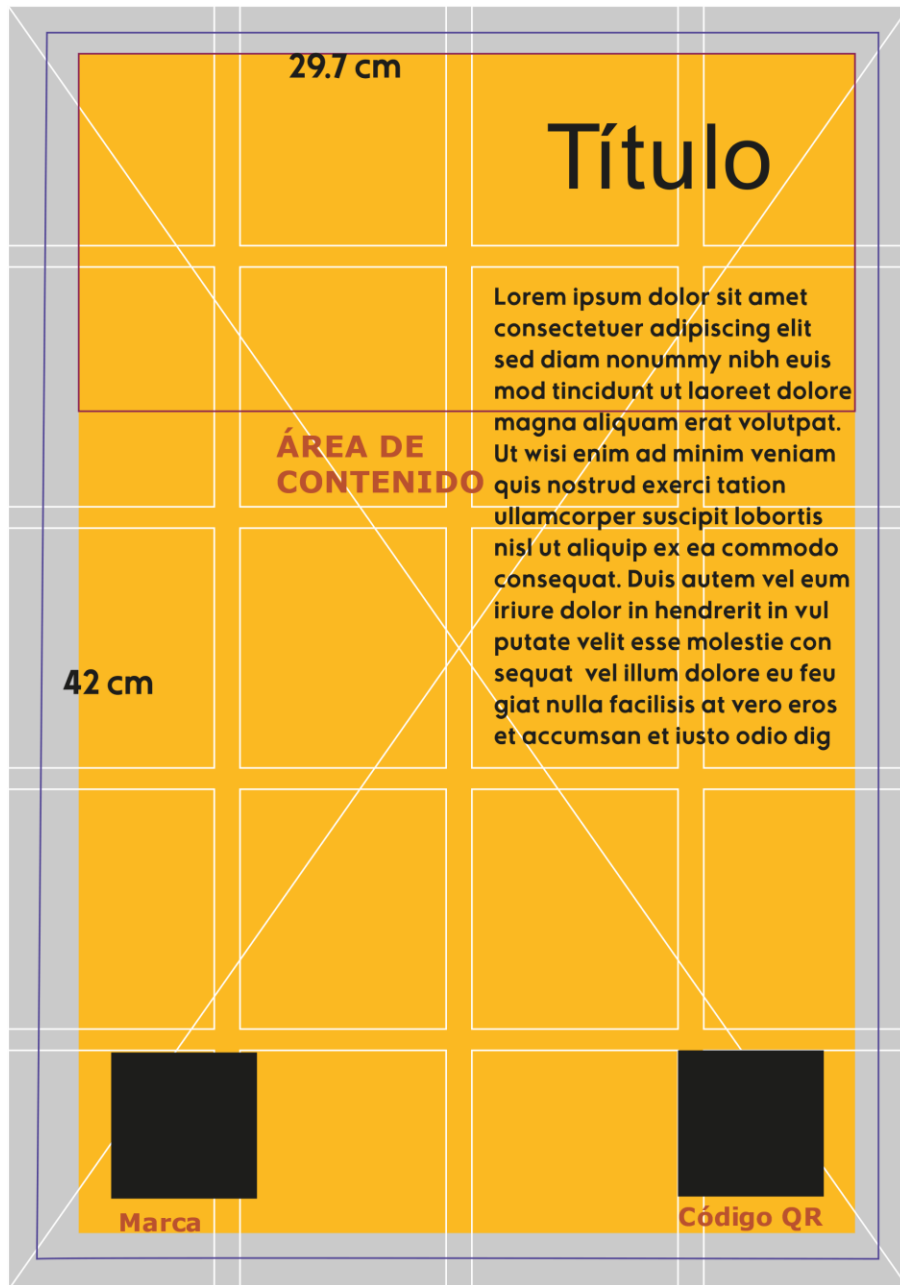 29.7 cm
Título
Lorem ipsum dolor sit amet
consectetuer adipiscing elit
sed diam nonummy nibh euis
mod tincidunt ut laoreet dolore
magna aliquam erat volutpat.
Ut wisi enim ad minim veniam
quis nostrud exerci tation
ullamcorper suscipit lobortis
nisl ut aliquip ex ea commodo
consequat. Duis autem vel eum
iriure dolor in hendrerit in vul
putate velit esse molestie con
sequat  vel illum dolore eu feu
giat nulla facilisis at vero eros
et accumsan et iusto odio dig
ÁREA DE
CONTENIDO
42 cm
Marca
Código QR